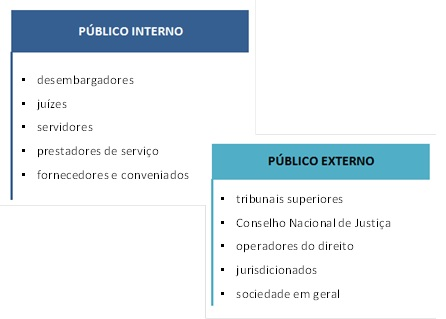 PÚBLICO INTERNO
▪ desembargadores
▪ juízes
▪ servidores
▪ prestadores de serviço
▪ fornecedores e conveniados
PÚBLICO EXTERNO
▪ tribunais superiores
▪ Conselho Nacional de Justiça
▪ operadores do direito
▪ jurisdicionados
▪ sociedade em geral